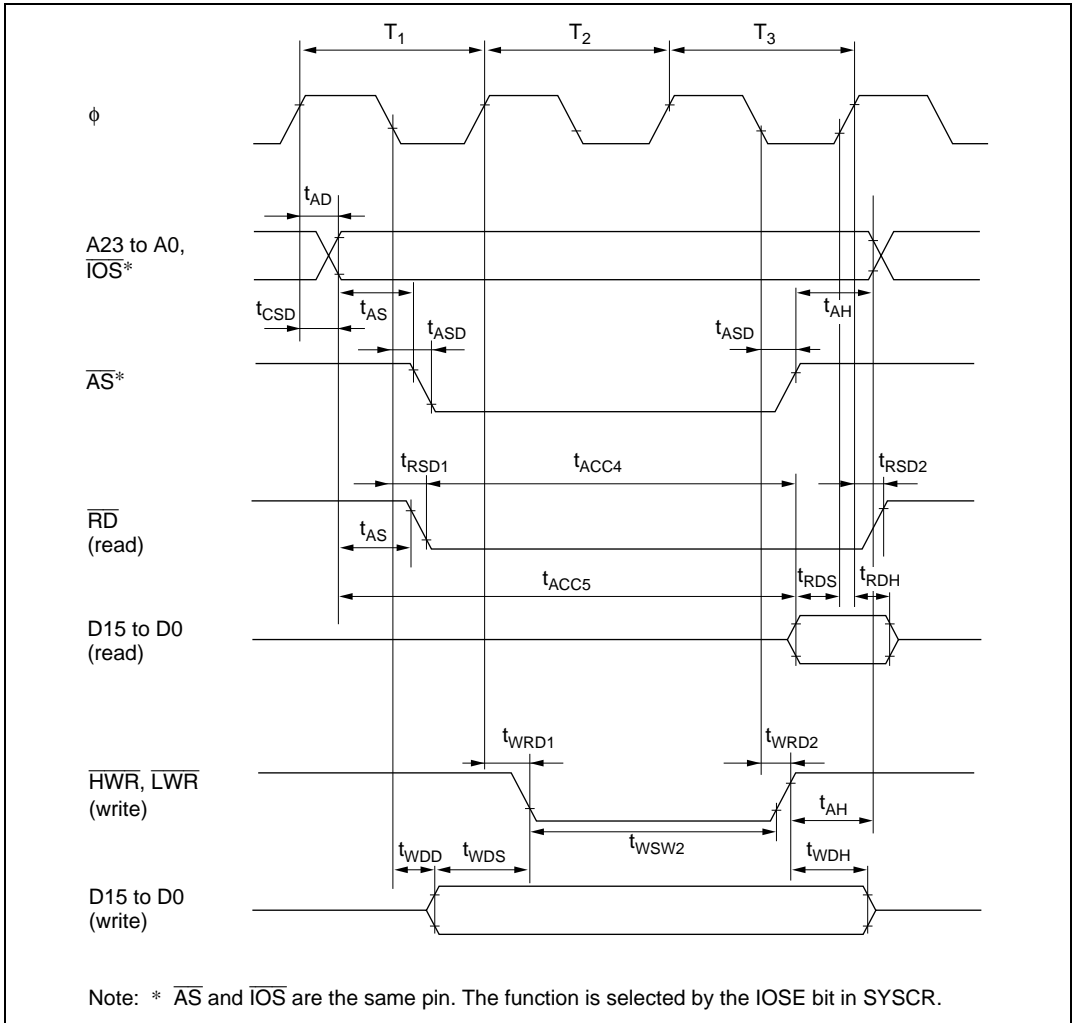 T1 T2 T3
ϕ
tAD
A23 to A0,
IOS*
tCSD tAS tASD tASD tAH
AS*
tRSD1 tACC4 tRSD2
RD
(read)
tAS
tACC5 tRDS tRDH
D15 to D0
(read)
tWRD1 tWRD2
HWR, LWR
(write)
tAH
tWSW2
tWDD tWDS tWDH
D15 to D0
(write)
Note: * AS and IOS are the same pin. The function is selected by the IOSE bit in SYSCR.